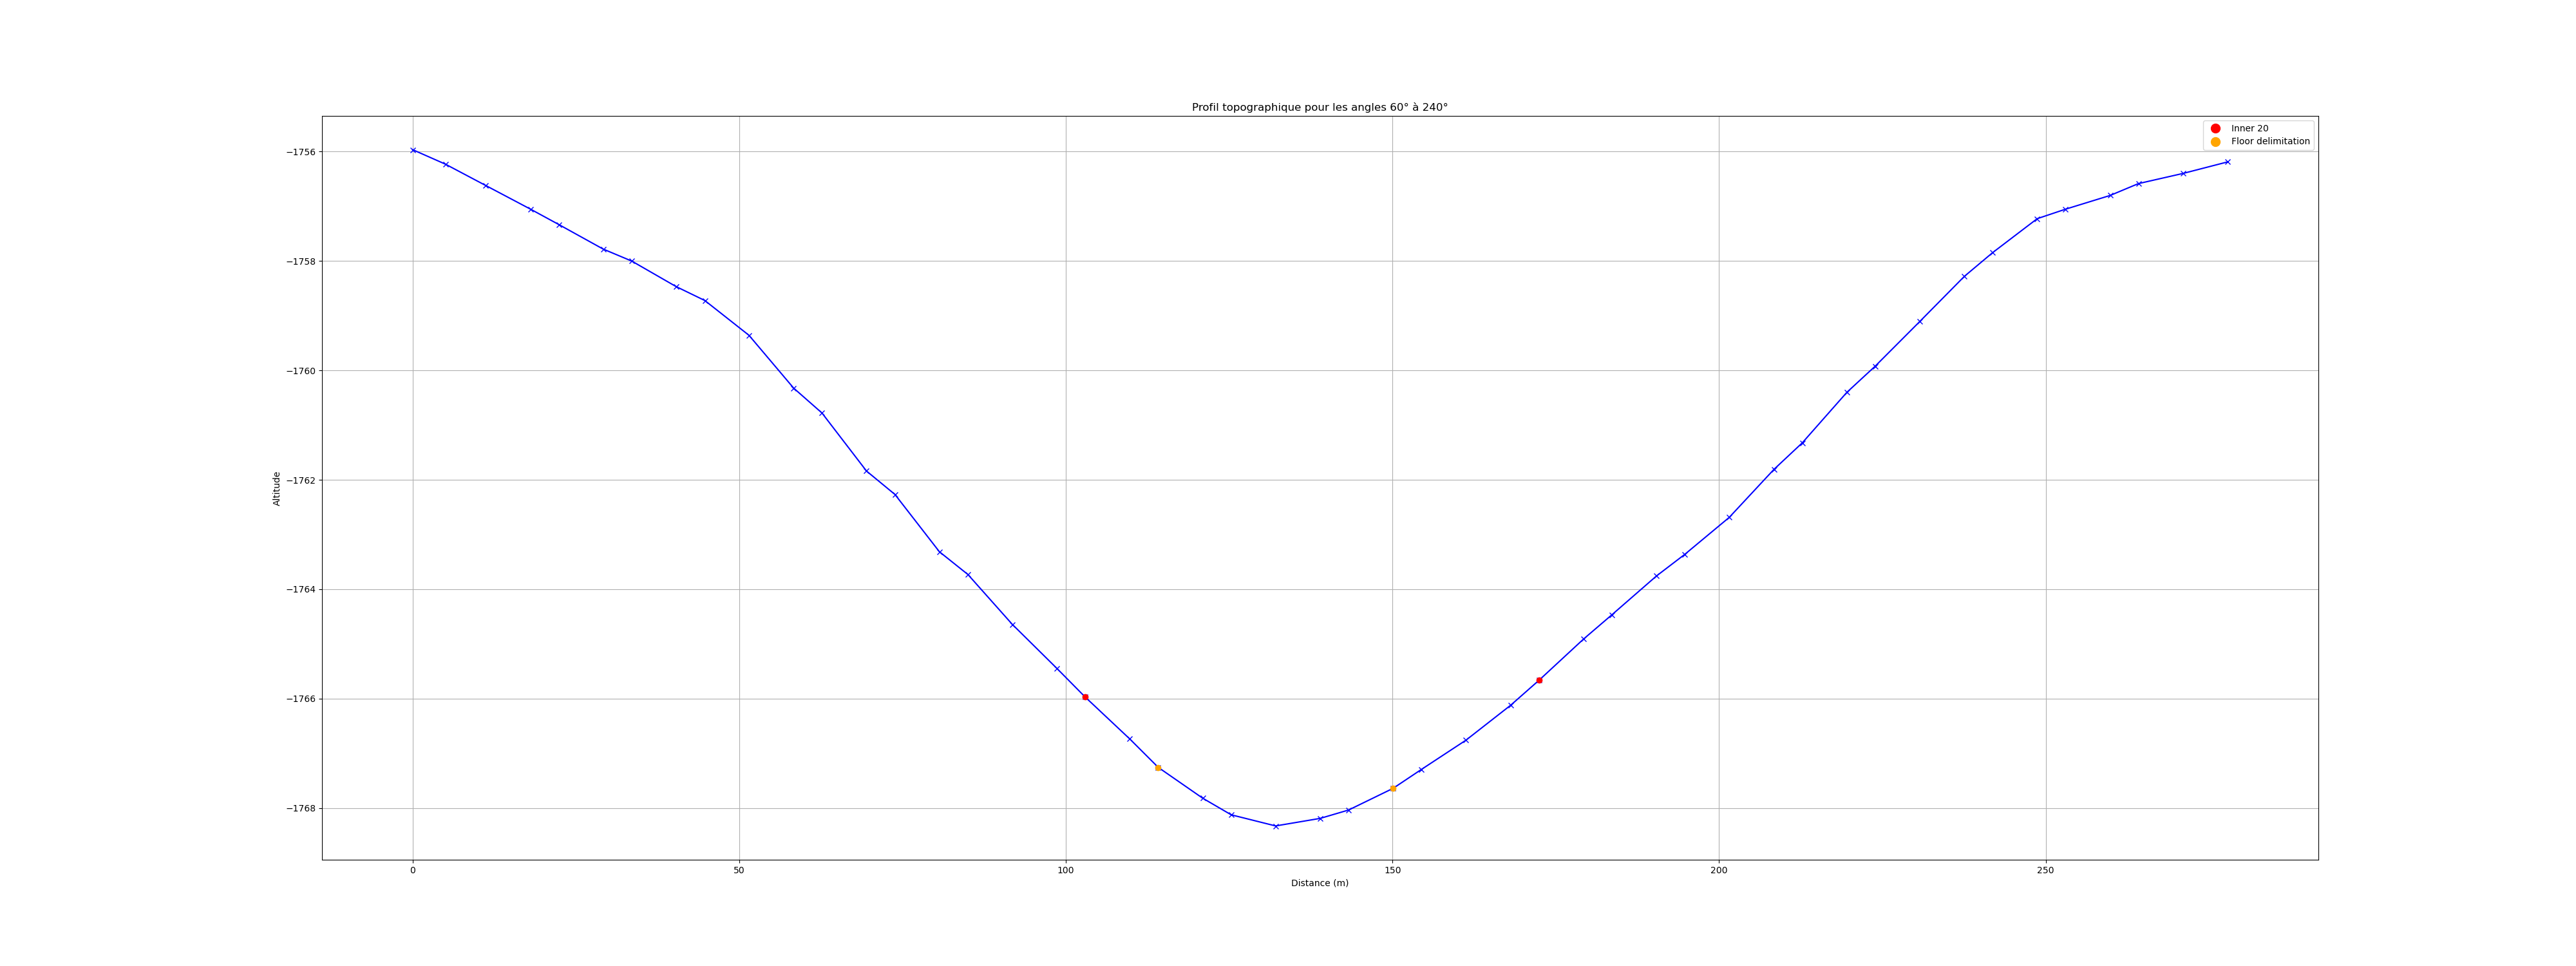 Profil topographique pour les angles 60° à 240°
Inner 20
Floor delimitation
−1756
−1758
−1760
−1762
−1764
−1766
−1768
Altitude
0
50
100
150
200
250
Distance (m)